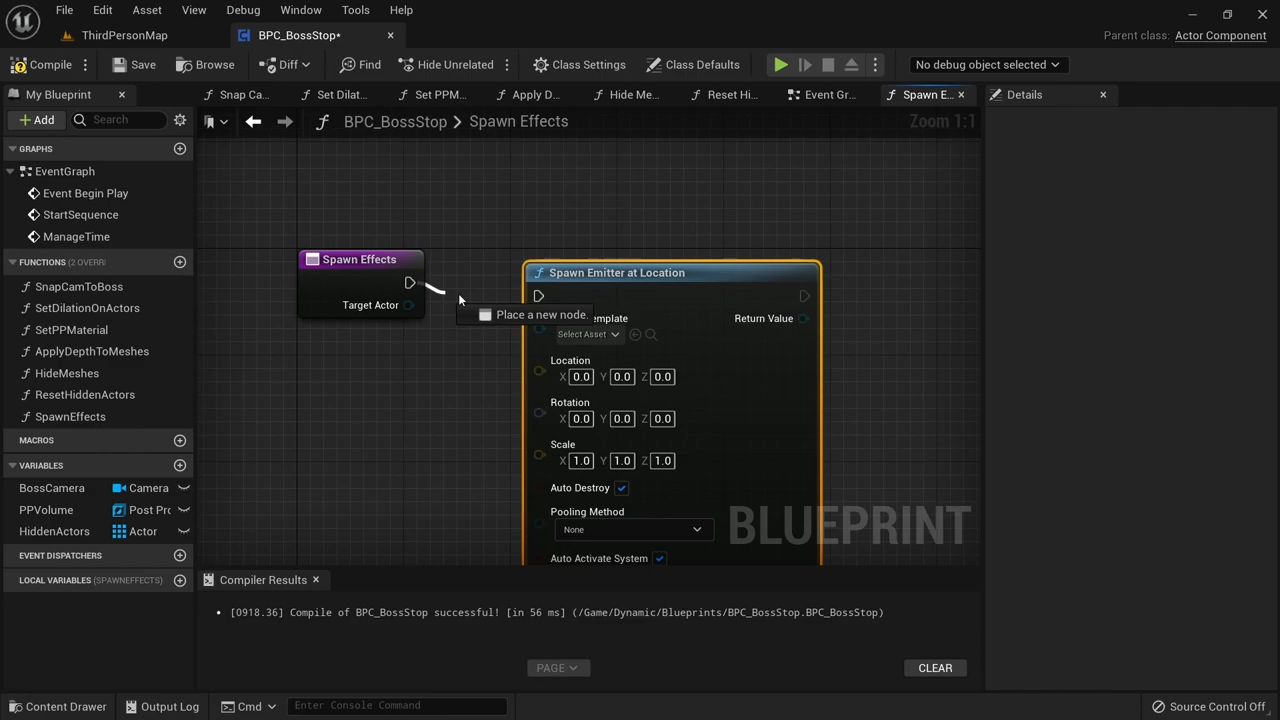 File Edit Asset View Debug Window Tools Help
ThirdPersonMap
BPC_BossStop*
Parent class: Actor Component
Compile Save Browse Diff Find Hide Unrelated Class Settings Class Defaults No debug object selected
My Blueprint
Snap Ca... Set Dilat... Set PPM... Apply D... Hide Me... Reset Hi... Event Gr... Spawn E... Details
Add Search
BPC_BossStop > Spawn Effects
Zoom 1:1
GRAPHS
EventGraph
Event Begin Play
StartSequence
ManageTime
FUNCTIONS (2 OVERRI
SnapCamToBoss
SetDilationOnActors
SetPPMaterial
ApplyDepthToMeshes
HideMeshes
ResetHiddenActors
SpawnEffects
MACROS
VARIABLES
BossCamera Camera
PPVolume Post Prc
HiddenActors Actor
EVENT DISPATCHERS
LOCAL VARIABLES (SPAWNEFFECTS)
Spawn Effects
Target Actor
Place a new node.
Spawn Emitter at Location
emplate
Return Value
Select Asset
Location
X 0.0 Y 0.0 Z 0.0
Rotation
X 0.0 Y 0.0 Z 0.0
Scale
X 1.0 Y 1.0 Z 1.0
Auto Destroy
Pooling Method
None
Auto Activate System
BLUEPRINT
Compiler Results
[0918.36] Compile of BPC_BossStop successful! [in 56 ms] (/Game/Dynamic/Blueprints/BPC_BossStop.BPC_BossStop)
PAGE
CLEAR
Content Drawer Output Log Cmd Enter Console Command Source Control Off